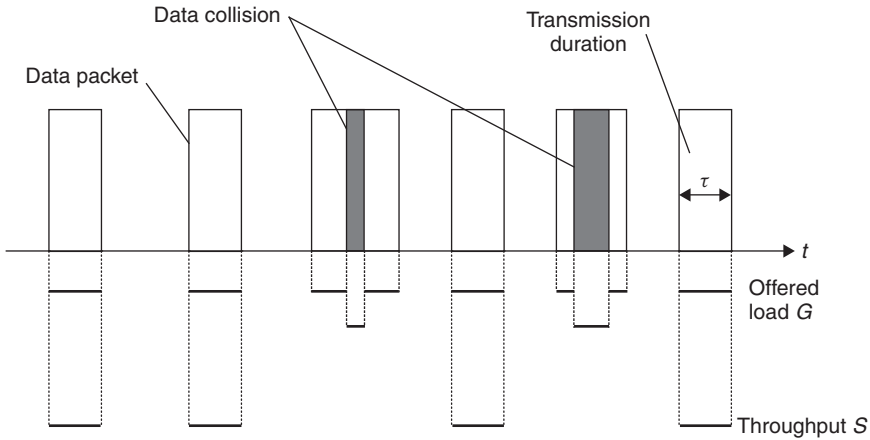 Data collision
Transmission
duration
Data packet
τ
t
Offered
load G
Throughput S